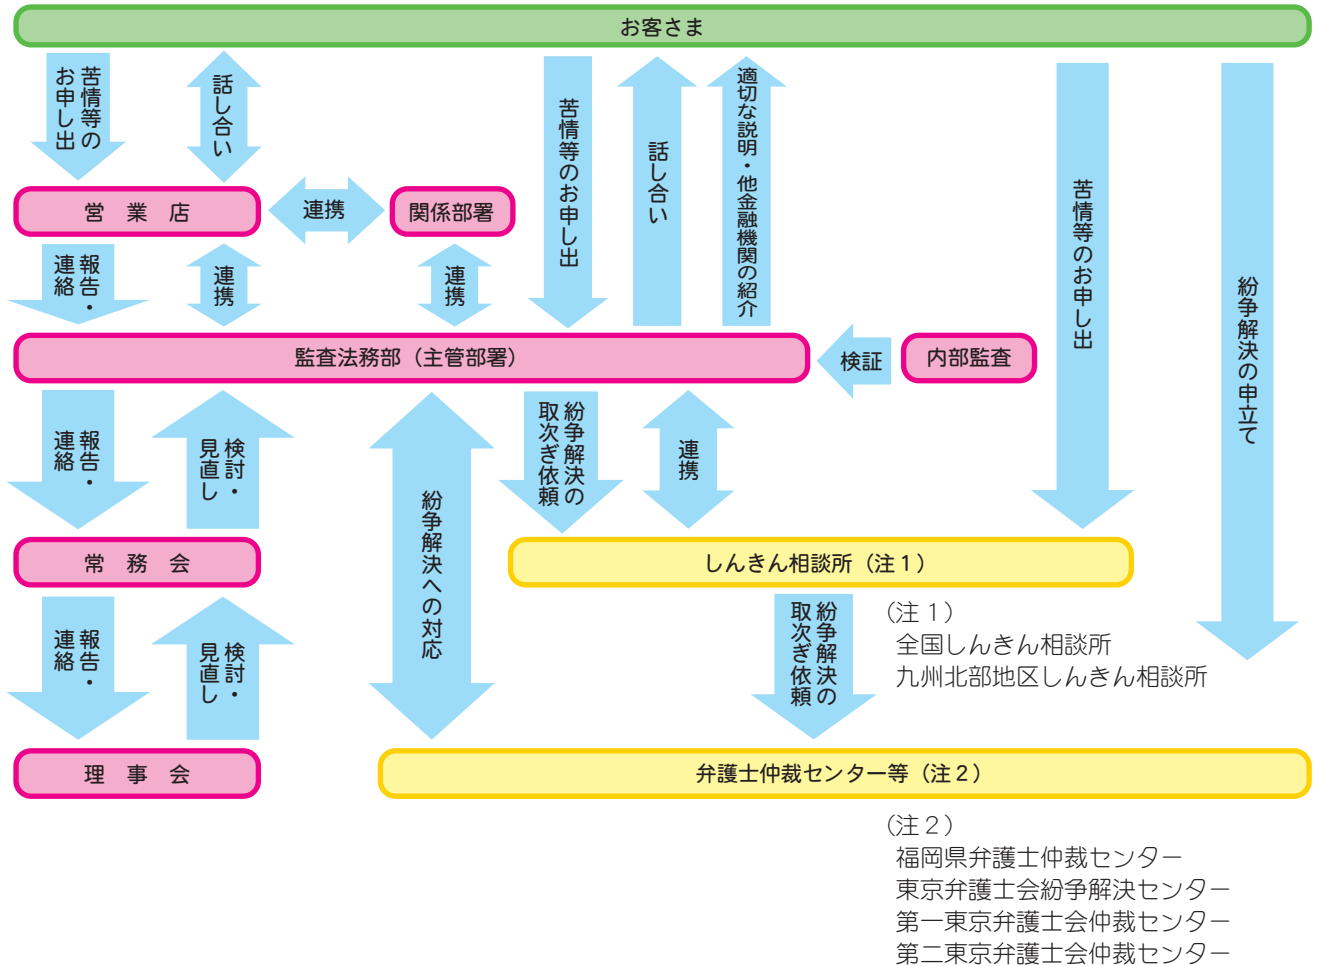 お客さま
苦情等の
お申し出
話し合い
苦情等のお申し出
話し合い
適切な説明・他金融機関の紹介
苦情等のお申し出
紛争解決の申立て
営 業 店
連携
関係部署
報告・
連絡
連携
連携
監査法務部（主管部署）
検証
内部監査
報告・
連絡
検討・
見直し
紛争解決への対応
紛争解決の
取次ぎ依頼
連携
常 務 会
しんきん相談所（注１）
報告・
連絡
検討・
見直し
紛争解決の
取次ぎ依頼
（注１）
全国しんきん相談所
九州北部地区しんきん相談所
理 事 会
弁護士仲裁センター等（注２）
（注２）
福岡県弁護士仲裁センター
東京弁護士会紛争解決センター
第一東京弁護士会仲裁センター
第二東京弁護士会仲裁センター